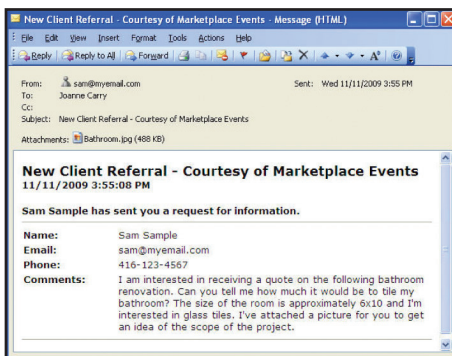 New Client Referral - Courtesy of Marketplace Events - Message (HTML)
File Edit View Insert Format Tools Actions Help
Reply Reply to All Forward
From: sam@myemail.com Sent: Wed 11/11/2009 3:55 PM
To: Joanne Carry
Cc:
Subject: New Client Referral - Courtesy of Marketplace Events
Attachments: Bathroom.jpg (488 KB)
New Client Referral - Courtesy of Marketplace Events
11/11/2009 3:55:08 PM
Sam Sample has sent you a request for information.
Name: Sam Sample
Email: sam@myemail.com
Phone: 416-123-4567
Comments: I am interested in receiving a quote on the following bathroom
renovation. Can you tell me how much it would be to tile my
bathroom? The size of the room is approximately 6x10 and I'm
interested in glass tiles. I've attached a picture for you to get
an idea of the scope of the project.